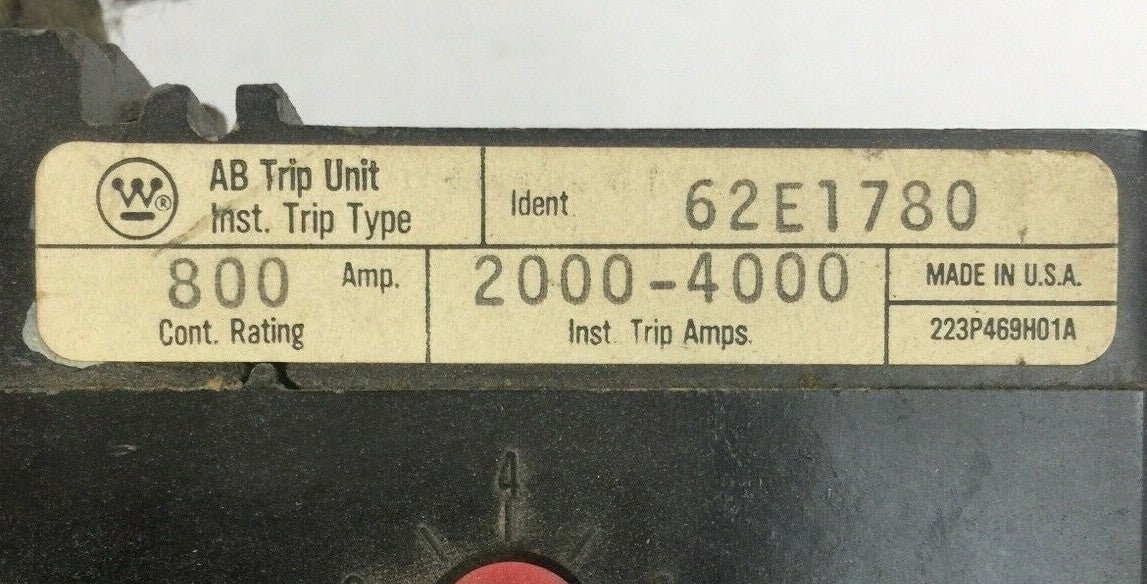 W ®
AB Trip Unit
Inst. Trip Type
Ident. 62E1780
800 Amp.
Cont. Rating
2000-4000
Inst. Trip Amps.
MADE IN U.S.A.
223P469H01A
4